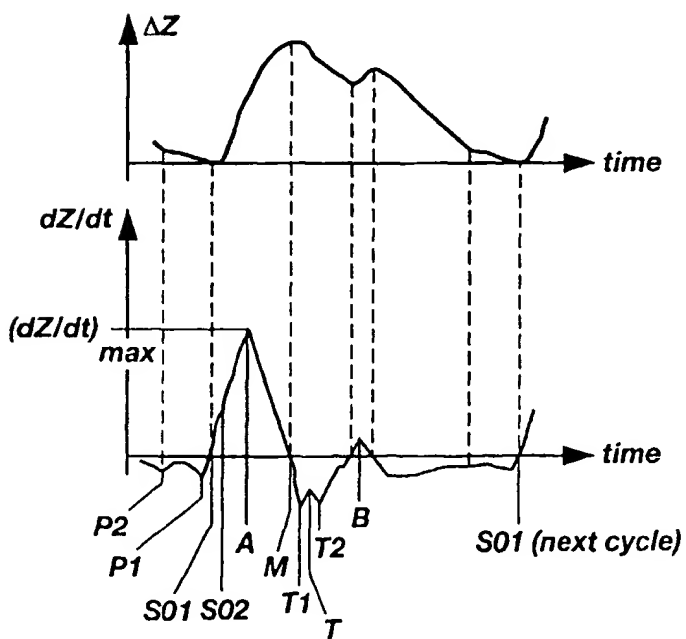 ΔZ
time
dZ/dt
(dZ/dt)
max
time
P2
P1
S01
S02
A
M
T1
T
T2
B
S01 (next cycle)